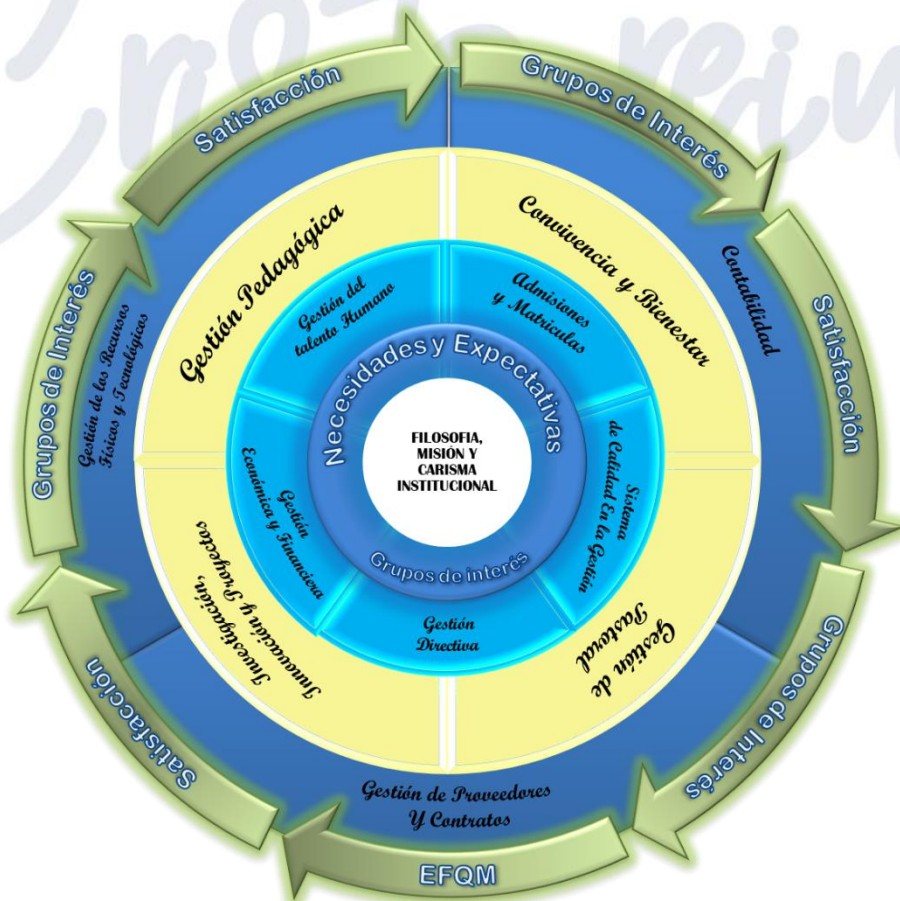 Satisfacción
Grupos de Interés
Satisfacción
Grupos de Interés
EFQM
Satisfacción
Grupos de Interés
Contabilidad
Gestión de Proveedores
Y Contratos
Gestión de los Recursos
Físicos y Tecnológicos
Gestión Pedagógica
Convivencia y Bienestar
Gestión de
Pastoral
Investigación,
Innovación y Proyectos
Gestión del
talente Humano
Admisiones
y Matrículas
Sistema
de Calidad En la Gestión
Gestión
Directiva
Gestión
Económica y Financiera
Necesidades y Expectativas
Grupos de interés
FILOSOFIA,
MISIÓN Y
CARISMA
INSTITUCIONAL